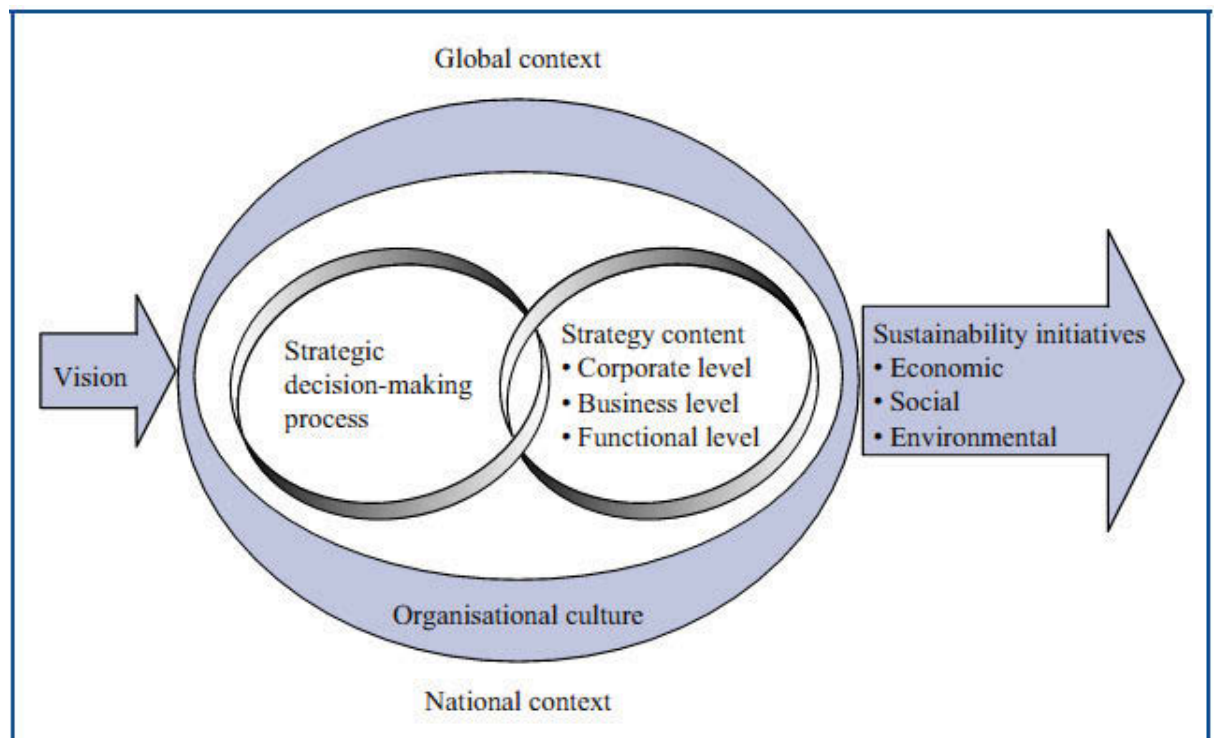 Global context
Vision
Strategic
decision-making
process
Strategy content
• Corporate level
• Business level
• Functional level
Sustainability initiatives
• Economic
• Social
• Environmental
Organisational culture
National context